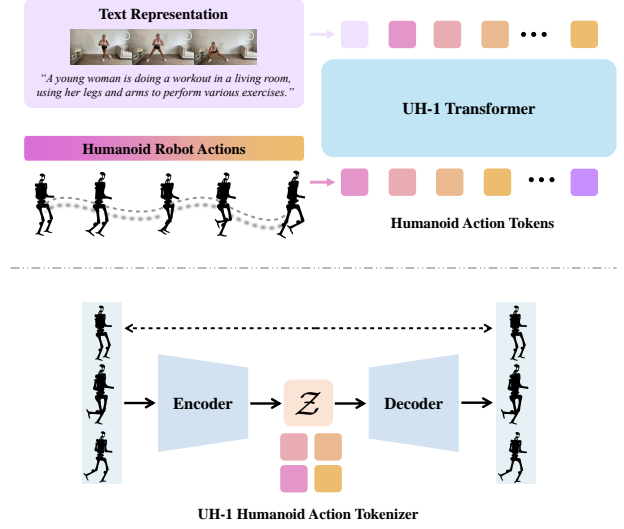 Text Representation
“A young woman is doing a workout in a living room,
using her legs and arms to perform various exercises.”
UH-1 Transformer
Humanoid Robot Actions
Humanoid Action Tokens
Encoder
Z
Decoder
UH-1 Humanoid Action Tokenizer